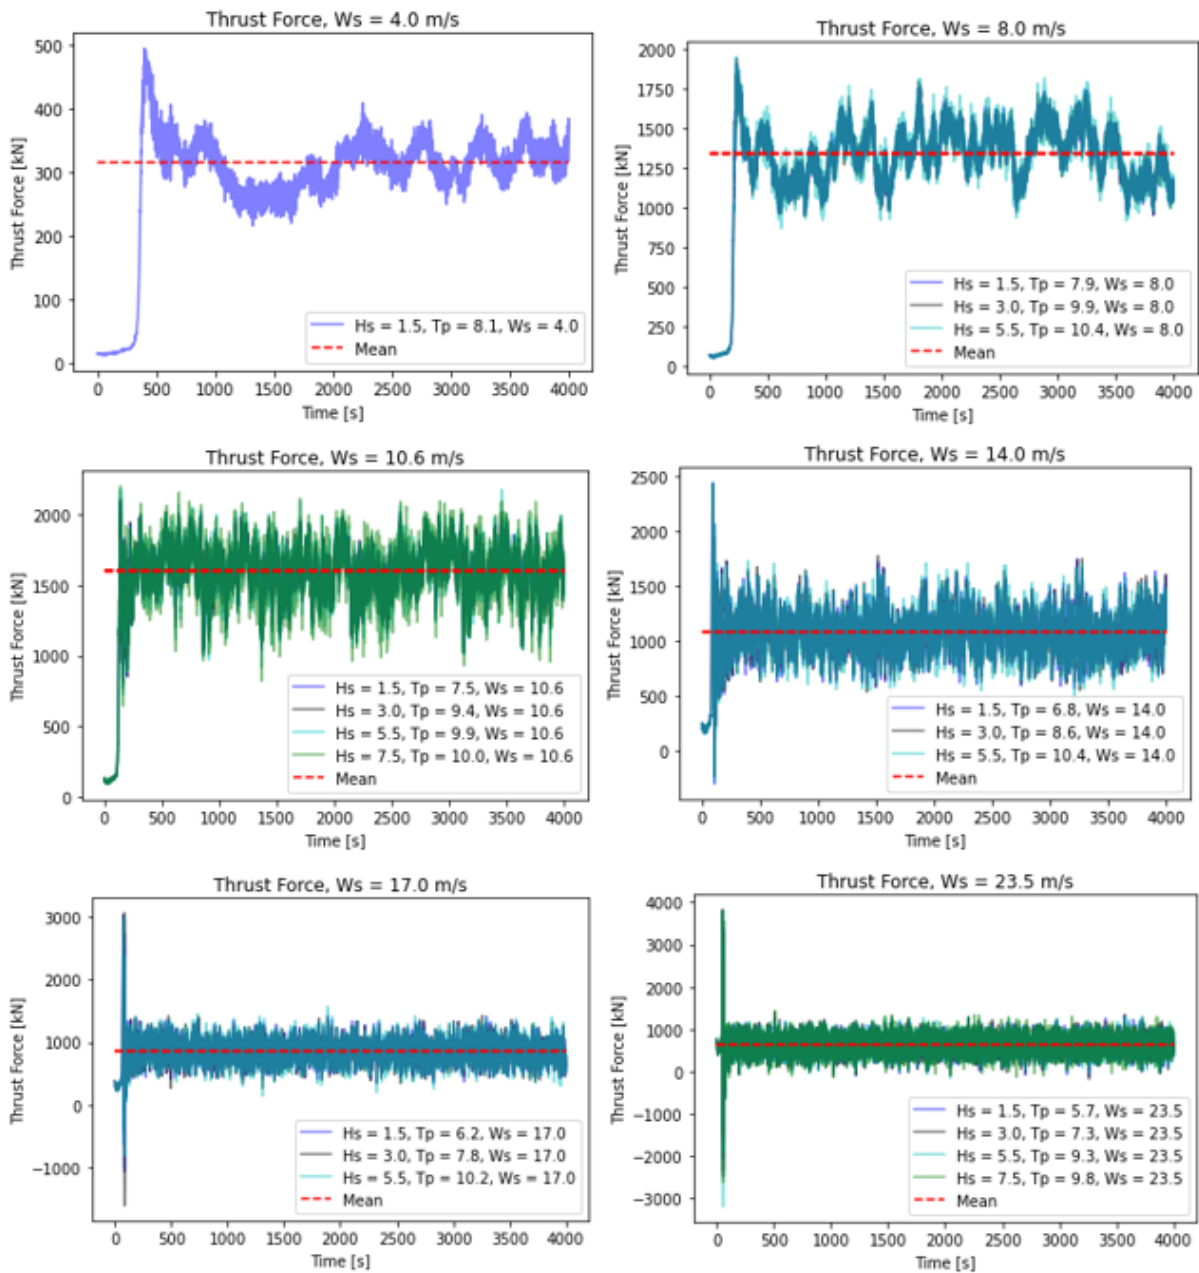 Thrust Force, Ws = 4.0 m/s
500
400
300
200
100
0
Thrust Force [kN]
Hs = 1.5, Tp = 8.1, Ws = 4.0
Mean
0 500 1000 1500 2000 2500 3000 3500 4000
Time [s]
Thrust Force, Ws = 8.0 m/s
2000
1750
1500
1250
1000
750
500
250
0
Thrust Force [kN]
Hs = 1.5, Tp = 7.9, Ws = 8.0
Hs = 3.0, Tp = 9.9, Ws = 8.0
Hs = 5.5, Tp = 10.4, Ws = 8.0
Mean
0 500 1000 1500 2000 2500 3000 3500 4000
Time [s]
Thrust Force, Ws = 10.6 m/s
2000
1500
1000
500
0
Thrust Force [kN]
Hs = 1.5, Tp = 7.5, Ws = 10.6
Hs = 3.0, Tp = 9.4, Ws = 10.6
Hs = 5.5, Tp = 9.9, Ws = 10.6
Hs = 7.5, Tp = 10.0, Ws = 10.6
Mean
0 500 1000 1500 2000 2500 3000 3500 4000
Time [s]
Thrust Force, Ws = 14.0 m/s
2500
2000
1500
1000
500
0
Thrust Force [kN]
Hs = 1.5, Tp = 6.8, Ws = 14.0
Hs = 3.0, Tp = 8.6, Ws = 14.0
Hs = 5.5, Tp = 10.4, Ws = 14.0
Mean
0 500 1000 1500 2000 2500 3000 3500 4000
Time [s]
Thrust Force, Ws = 17.0 m/s
3000
2000
1000
0
−1000
Thrust Force [kN]
Hs = 1.5, Tp = 6.2, Ws = 17.0
Hs = 3.0, Tp = 7.8, Ws = 17.0
Hs = 5.5, Tp = 10.2, Ws = 17.0
Mean
0 500 1000 1500 2000 2500 3000 3500 4000
Time [s]
Thrust Force, Ws = 23.5 m/s
4000
3000
2000
1000
0
−1000
−2000
−3000
Thrust Force [kN]
Hs = 1.5, Tp = 5.7, Ws = 23.5
Hs = 3.0, Tp = 7.3, Ws = 23.5
Hs = 5.5, Tp = 9.3, Ws = 23.5
Hs = 7.5, Tp = 9.8, Ws = 23.5
Mean
0 500 1000 1500 2000 2500 3000 3500 4000
Time [s]